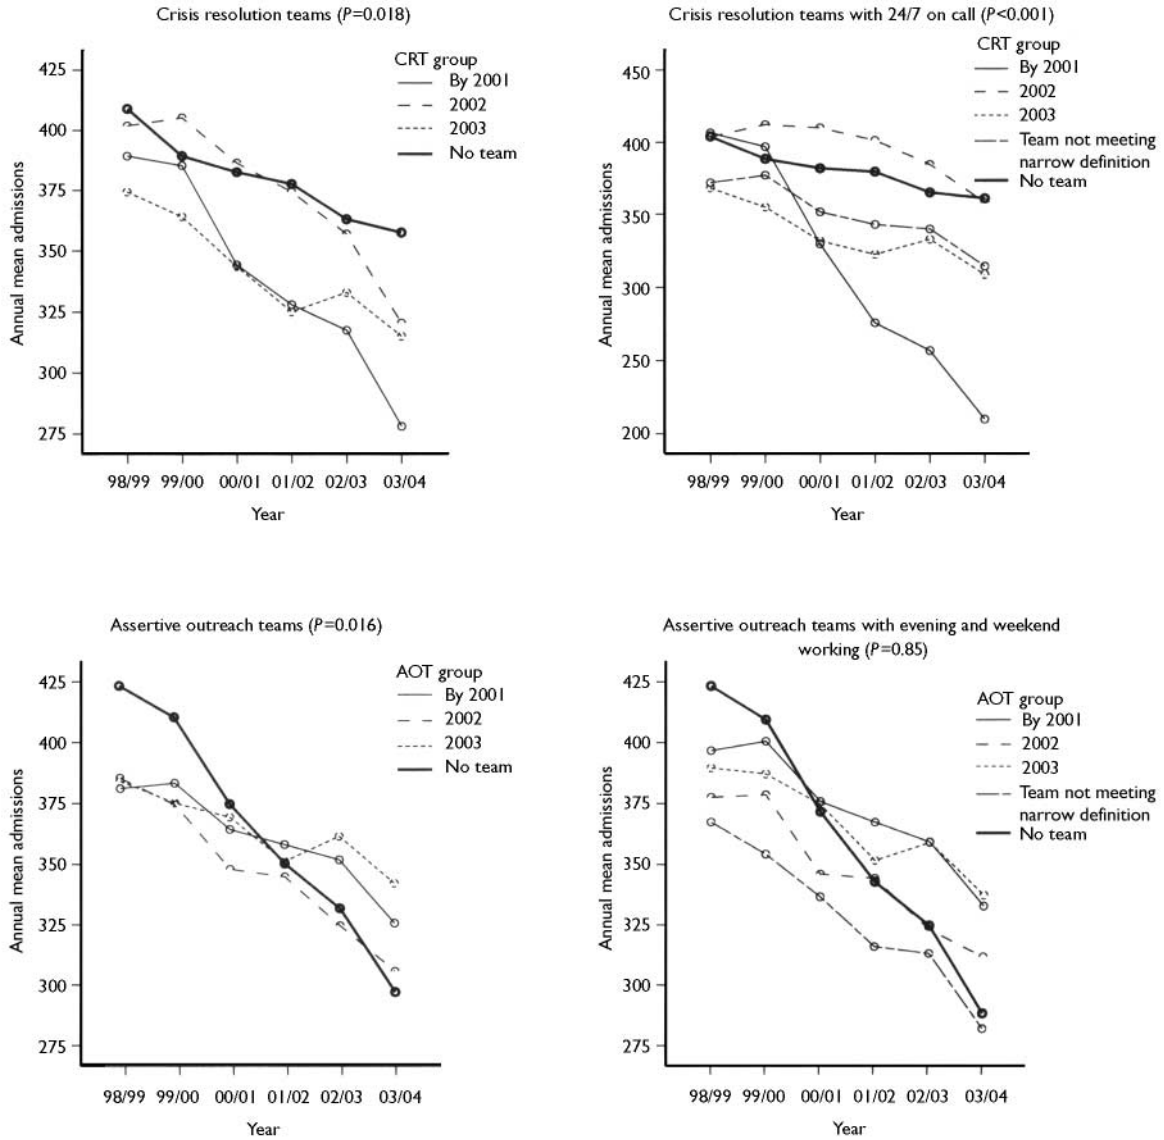 Crisis resolution teams (P=0.018)
CRT group
By 2001
2002
2003
No team
425
400
375
350
325
300
275
Annual mean admissions
98/99 99/00 00/01 01/02 02/03 03/04
Year
Crisis resolution teams with 24/7 on call (P<0.001)
CRT group
By 2001
2002
2003
Team not meeting
narrow definition
No team
450
400
350
300
250
200
Annual mean admissions
98/99 99/00 00/01 01/02 02/03 03/04
Year
Assertive outreach teams (P=0.016)
AOT group
By 2001
2002
2003
No team
425
400
375
350
325
300
275
Annual mean admissions
98/99 99/00 00/01 01/02 02/03 03/04
Year
Assertive outreach teams with evening and weekend
working (P=0.85)
AOT group
By 2001
2002
2003
Team not meeting
narrow definition
No team
425
400
375
350
325
300
275
Annual mean admissions
98/99 99/00 00/01 01/02 02/03 03/04
Year